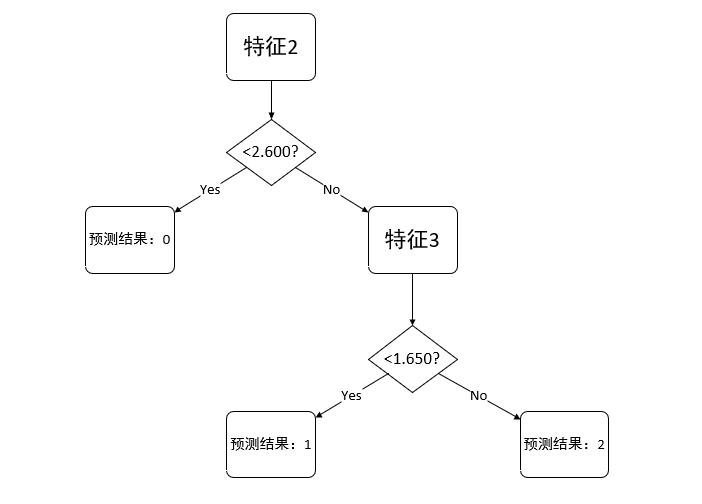 特征2
<2.600?
Yes
No
预测结果：0
特征3
<1.650?
Yes
No
预测结果：1
预测结果：2